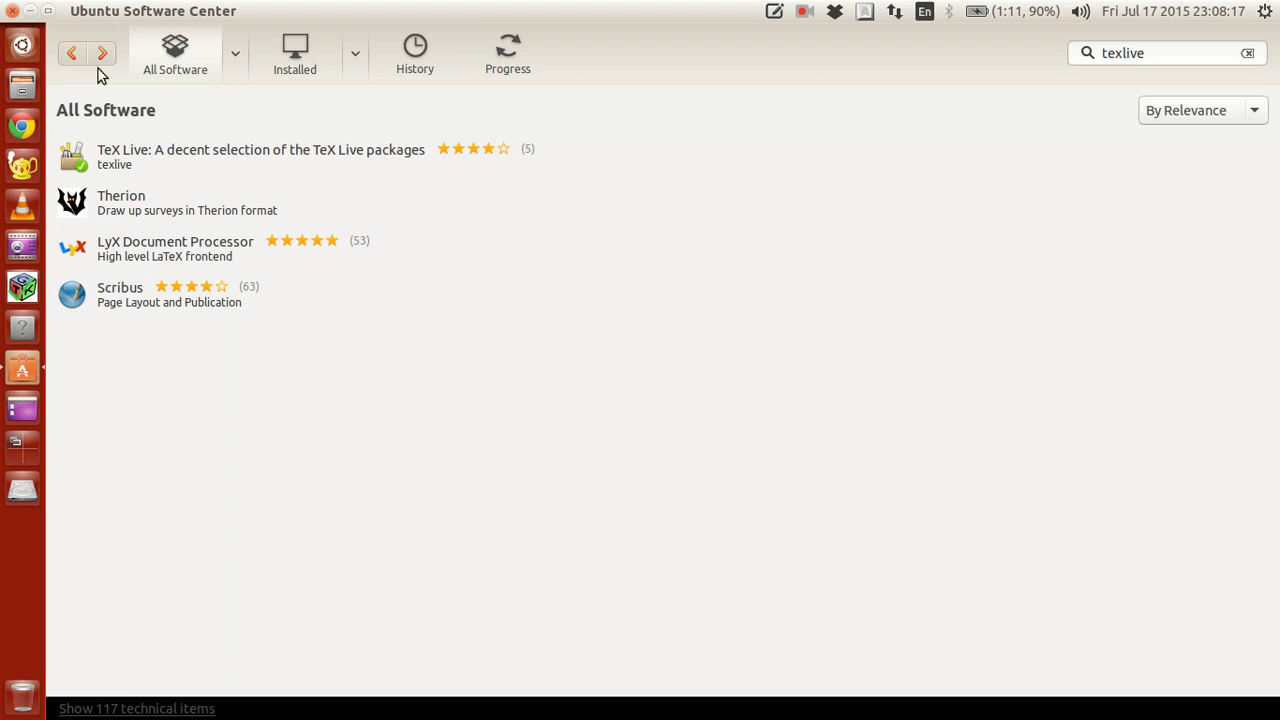 Ubuntu Software Center
En
(1:11, 90%)
Fri Jul 17 2015 23:08:17
All Software
Installed
History
Progress
texlive
All Software
By Relevance
TeX Live: A decent selection of the TeX Live packages
(5)
texlive
Therion
Draw up surveys in Therion format
LyX Document Processor
(53)
High level LaTeX frontend
Scribus
(63)
Page Layout and Publication
Show 117 technical items